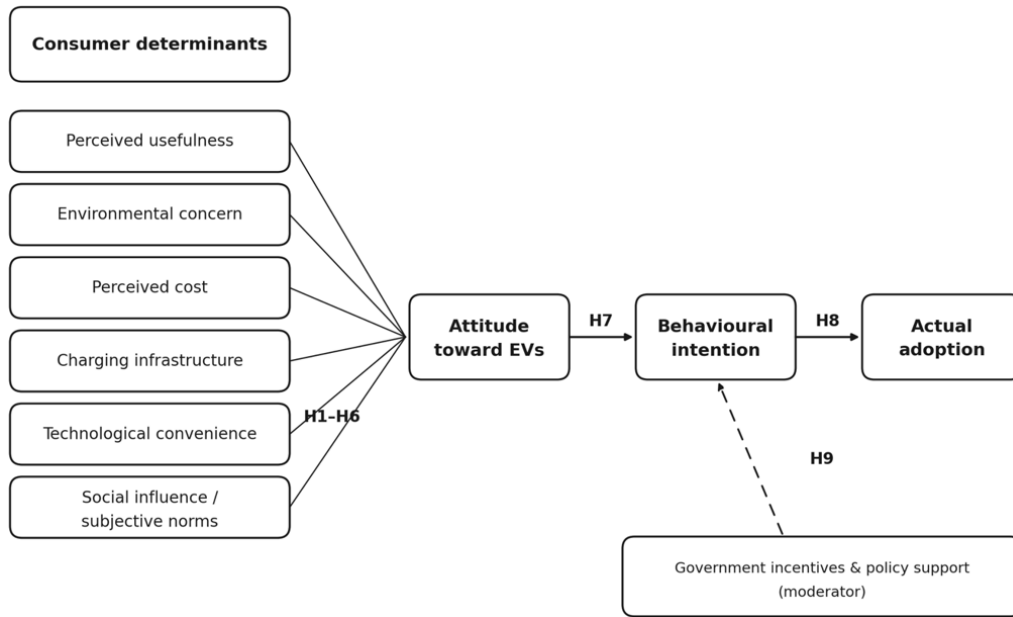 Consumer determinants
Perceived usefulness
Environmental concern
Perceived cost
Charging infrastructure
Technological convenience
Social influence /
subjective norms
H1–H6
Attitude
toward EVs
H7
Behavioural
intention
H8
Actual
adoption
H9
Government incentives & policy support
(moderator)